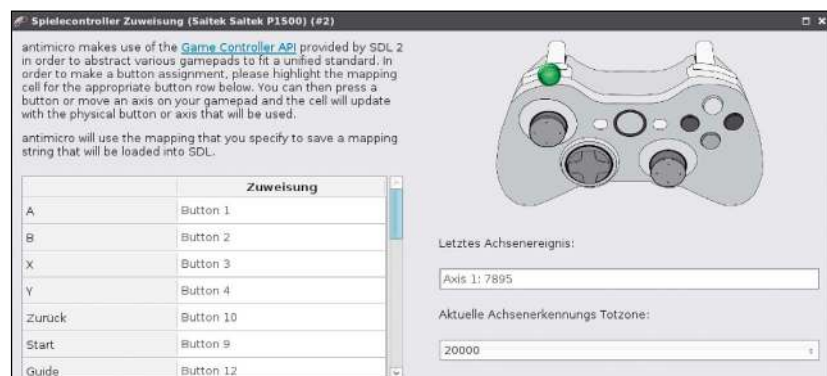 Spielecontroller Zuweisung (Saitek Saitek P1500) (#2)
antimicro makes use of the Game Controller API provided by SDL 2
in order to abstract various gamepads to fit a unified standard. In
order to make a button assignment, please highlight the mapping
cell for the appropriate button row below. You can then press a
button or move an axis on your gamepad and the cell will update
with the physical button or axis that will be used.
antimicro will use the mapping that you specify to save a mapping
string that will be loaded into SDL.
Zuweisung
A Button 1
B Button 2
X Button 3
Y Button 4
Zurück Button 10
Start Button 9
Guide Button 12
Letztes Achsenereignis:
Axis 1: 7895
Aktuelle Achsenerkennungs Totzone:
20000